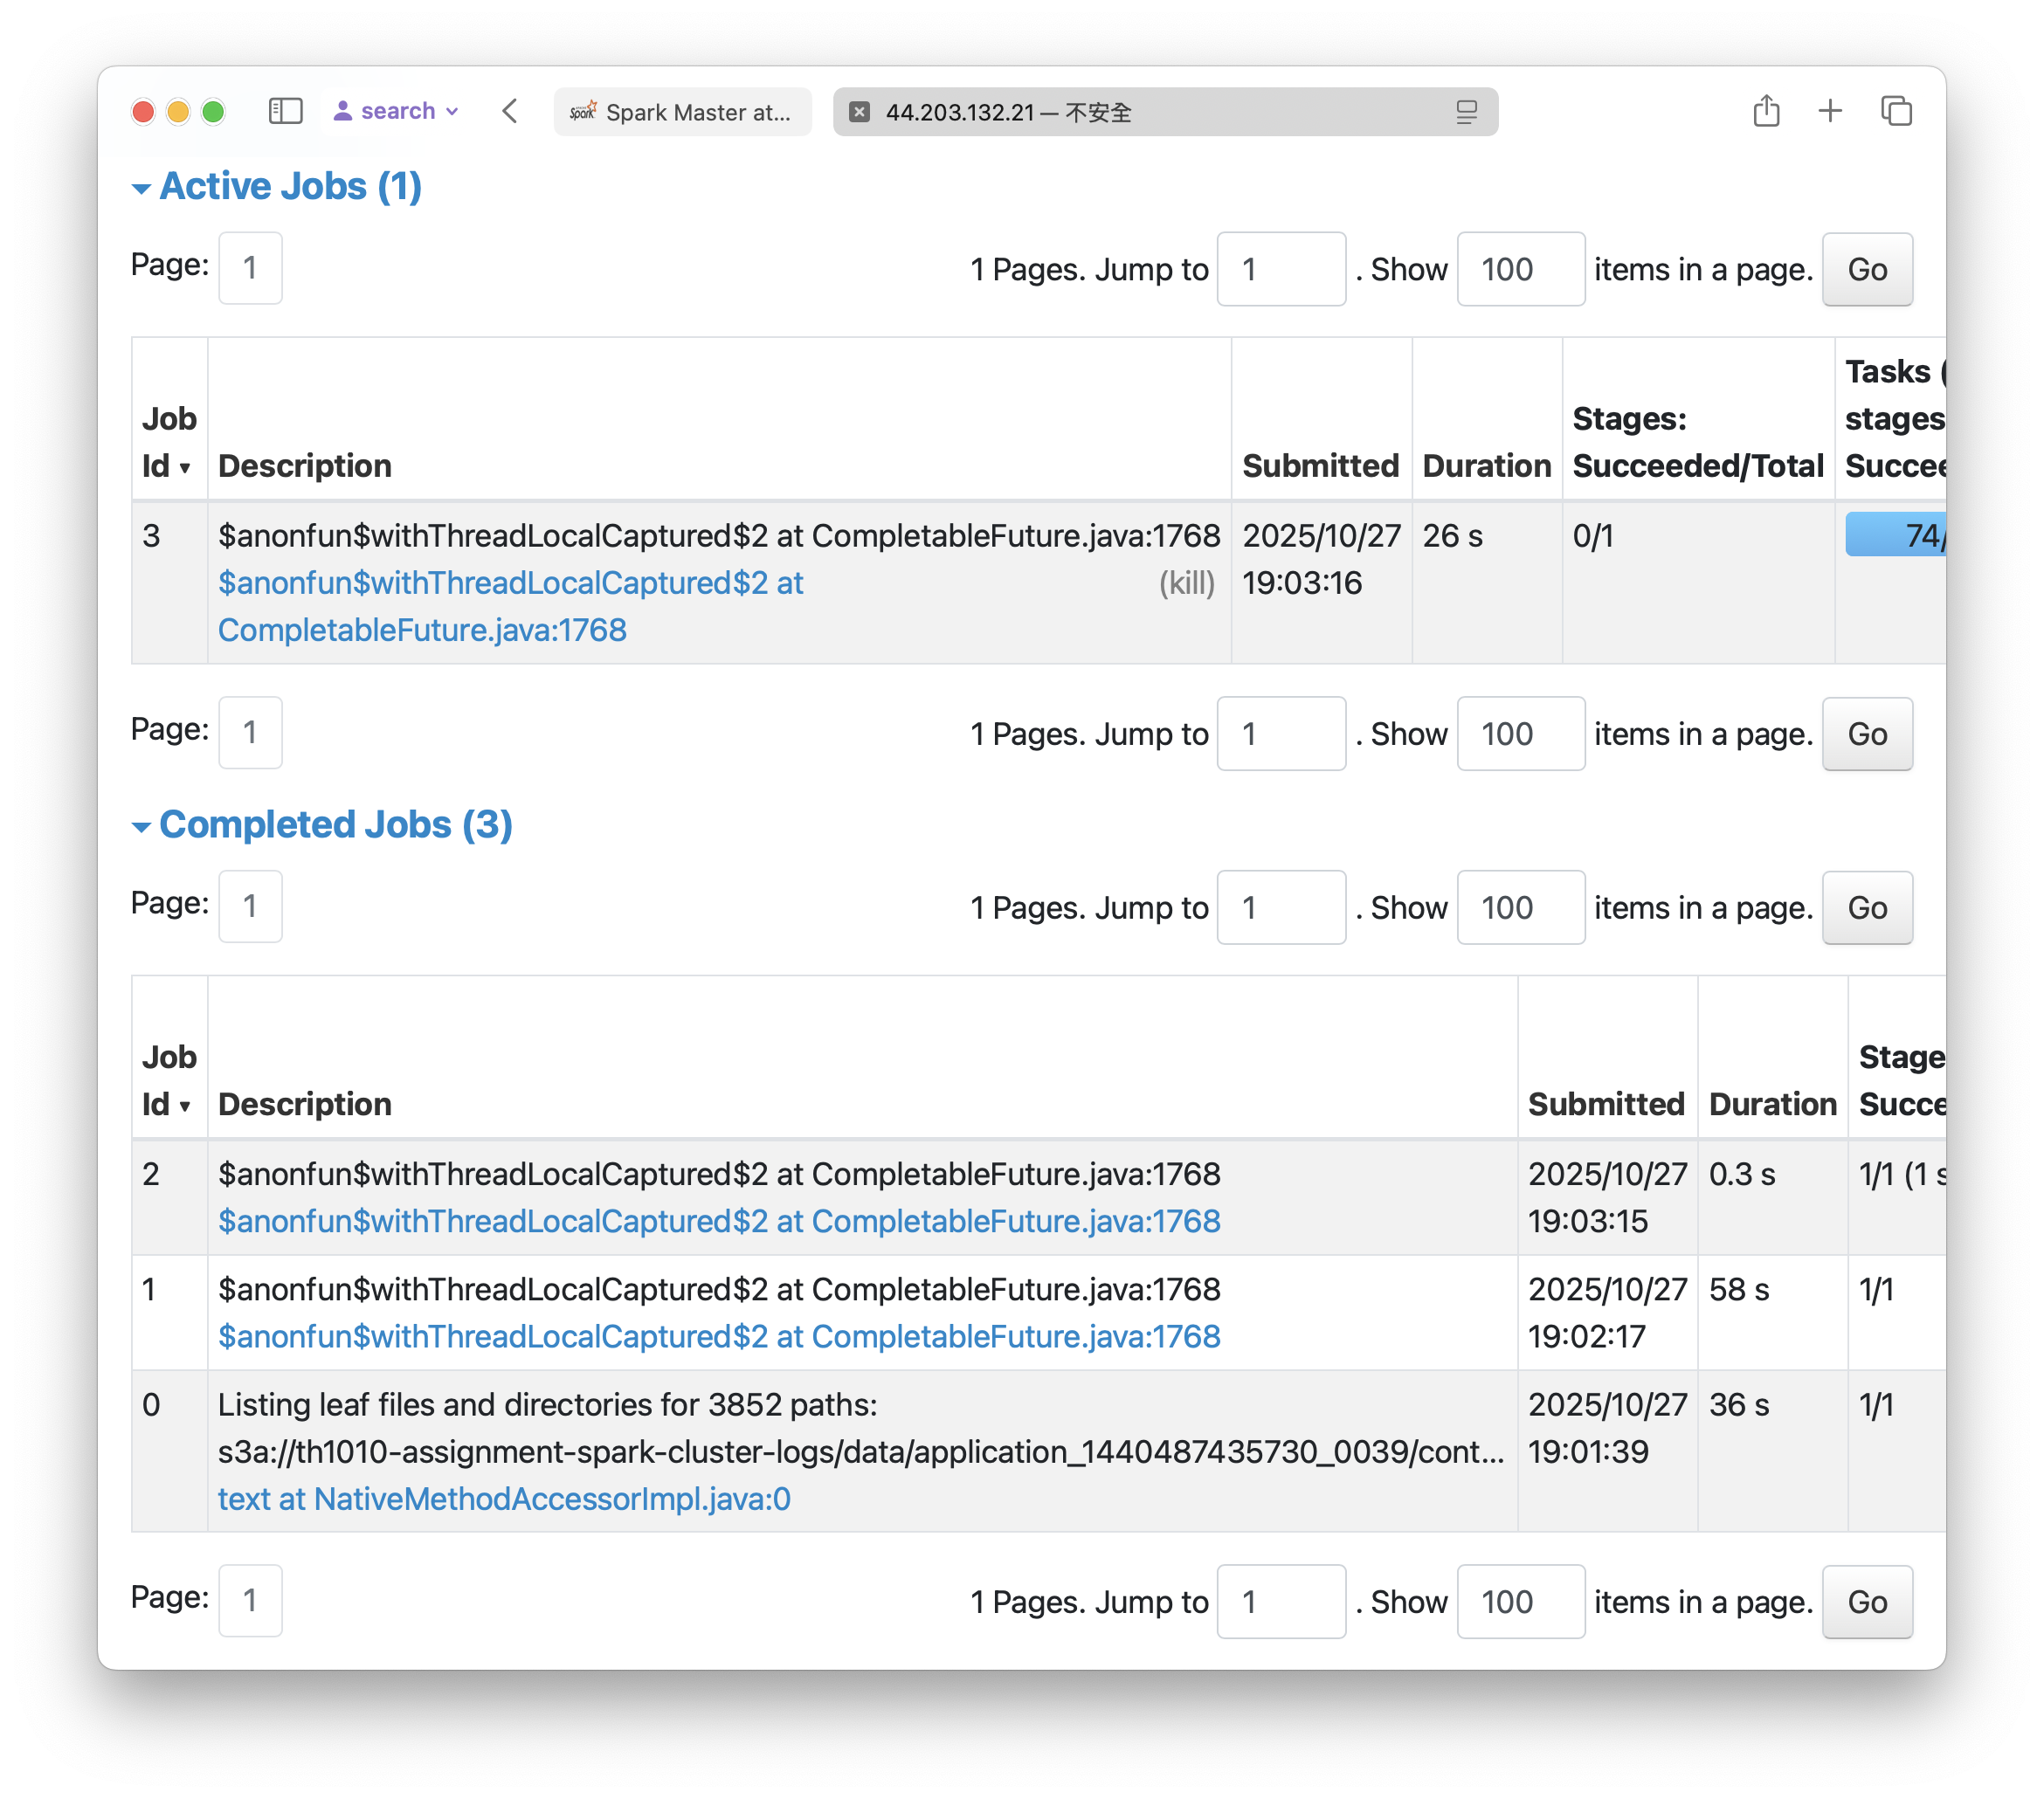 search
Spark Master at...
44.203.132.21 — 不安全
Active Jobs (1)
Page: 1 1 Pages. Jump to 1 . Show 100 items in a page. Go
Tasks (
Job Stages: stages
Id ▾ Description Submitted Duration Succeeded/Total Succee
3 $anonfun$withThreadLocalCaptured$2 at CompletableFuture.java:1768 2025/10/27 26 s 0/1 74/
$anonfun$withThreadLocalCaptured$2 at (kill) 19:03:16
CompletableFuture.java:1768
Page: 1 1 Pages. Jump to 1 . Show 100 items in a page. Go
Completed Jobs (3)
Page: 1 1 Pages. Jump to 1 . Show 100 items in a page. Go
Job Stage
Id ▾ Description Submitted Duration Succe
2 $anonfun$withThreadLocalCaptured$2 at CompletableFuture.java:1768 2025/10/27 0.3 s 1/1 (1 s
$anonfun$withThreadLocalCaptured$2 at CompletableFuture.java:1768 19:03:15
1 $anonfun$withThreadLocalCaptured$2 at CompletableFuture.java:1768 2025/10/27 58 s 1/1
$anonfun$withThreadLocalCaptured$2 at CompletableFuture.java:1768 19:02:17
0 Listing leaf files and directories for 3852 paths: 2025/10/27 36 s 1/1
s3a://th1010-assignment-spark-cluster-logs/data/application_1440487435730_0039/cont... 19:01:39
text at NativeMethodAccessorImpl.java:0
Page: 1 1 Pages. Jump to 1 . Show 100 items in a page. Go